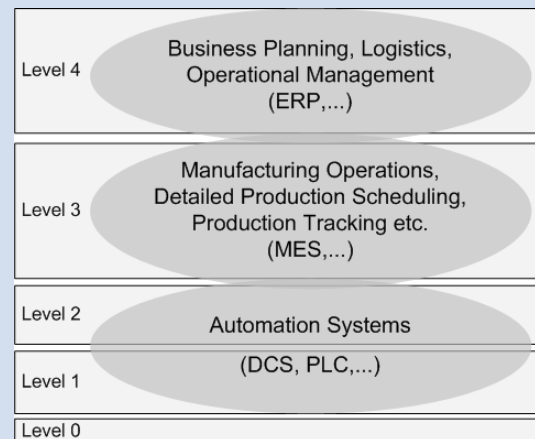 Level 4
Business Planning, Logistics,
Operational Management
(ERP,...)
Level 3
Manufacturing Operations,
Detailed Production Scheduling,
Production Tracking etc.
(MES,...)
Level 2
Automation Systems
(DCS, PLC,...)
Level 1
Level 0